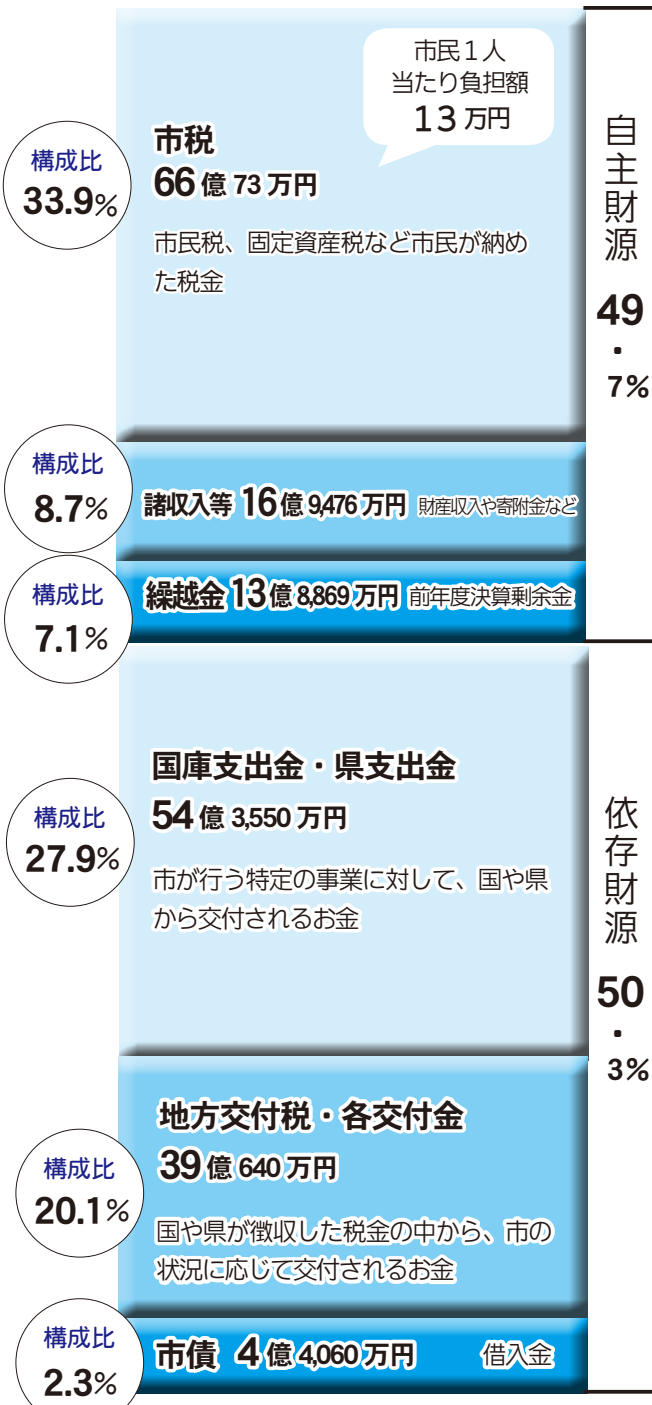 市民1人
当たり負担額
13万円
構成比
33.9%
市税
66億73万円
市民税、固定資産税など市民が納め
た税金
自主財源 49・7%
構成比
8.7%
諸収入等 16億9,476万円 財産収入や寄附金など
構成比
7.1%
繰越金 13億8,869万円 前年度決算剰余金
構成比
27.9%
国庫支出金・県支出金
54億3,550万円
市が行う特定の事業に対して、国や県
から交付されるお金
依存財源 50・3%
構成比
20.1%
地方交付税・各交付金
39億640万円
国や県が徴収した税金の中から、市の
状況に応じて交付されるお金
構成比
2.3%
市債 4億4,060万円 借入金